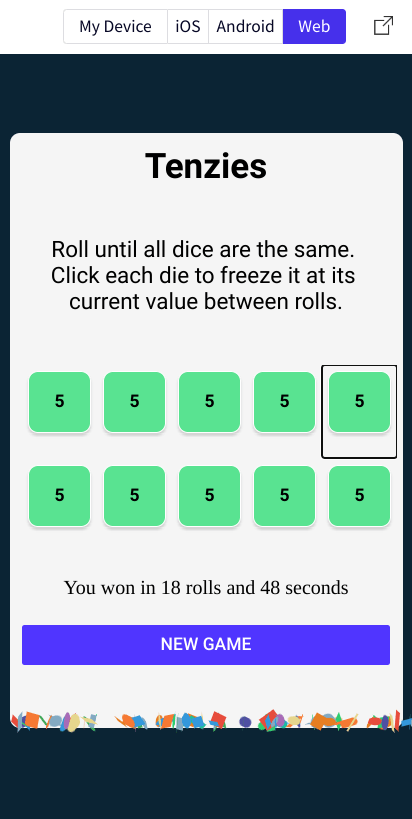 My Device iOS Android Web
Tenzies
Roll until all dice are the same.
Click each die to freeze it at its
current value between rolls.
5 5 5 5 5
5 5 5 5 5
You won in 18 rolls and 48 seconds
NEW GAME